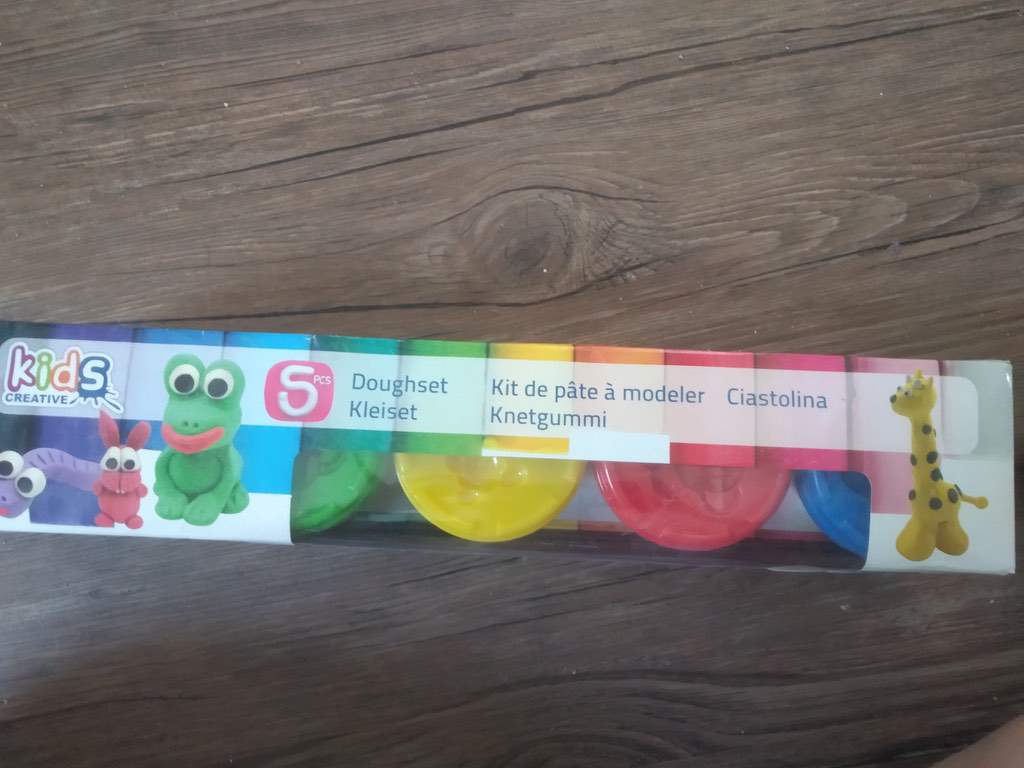 kids
CREATIVE
5 PCS
Doughset
Kleiset
Kit de pâte à modeler
Knetgummi
Ciastolina